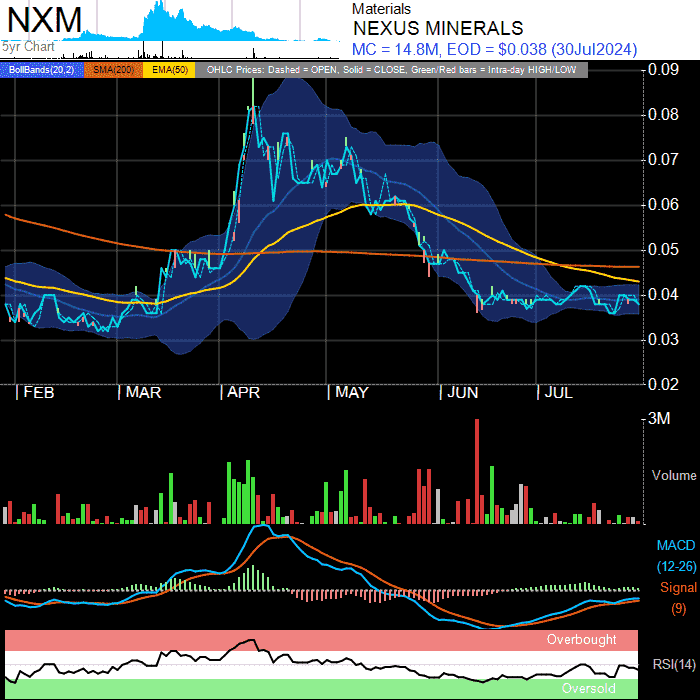 NXM
5yr Chart
Materials
NEXUS MINERALS
MC = 14.8M, EOD = $0.038 (30Jul2024)
BollBands(20,2) SMA(200) EMA(50) OHLC Prices: Dashed = OPEN, Solid = CLOSE, Green/Red bars = Intra-day HIGH/LOW
0.09
0.08
0.07
0.06
0.05
0.04
0.03
0.02
FEB MAR APR MAY JUN JUL
3M
Volume
MACD
(12-26)
Signal
(9)
Overbought
RSI(14)
Oversold